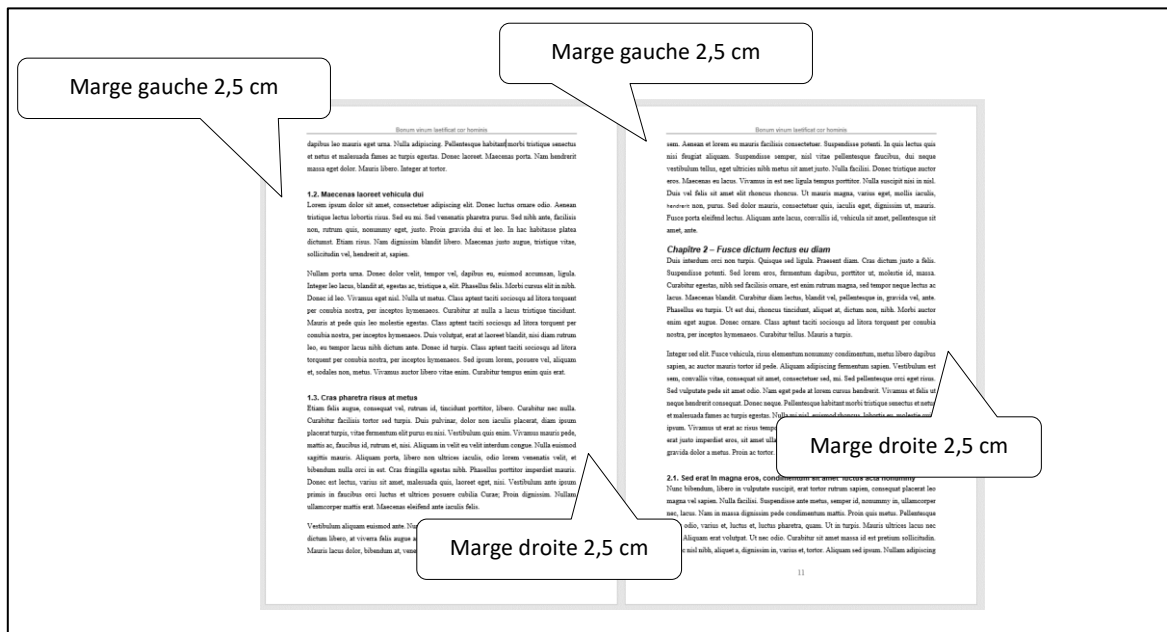 Marge gauche 2,5 cm
Marge gauche 2,5 cm
Bonum vinum laetificat cor hominis
dapibus leo mauris eget urna. Nulla adipiscing. Pellentesque habitant morbi tristique senectus
et netus et malesuada fames ac turpis egestas. Donec laoreet. Maecenas porta. Nam hendrerit
massa eget dolor. Mauris libero. Integer at tortor.
1.2. Maecenas laoreet vehicula dui
Lorem ipsum dolor sit amet, consectetuer adipiscing elit. Donec luctus ornare odio. Aenean
tristique lectus lobortis risus. Sed eu mi. Sed venenatis pharetra purus. Sed nibh ante, facilisis
non, rutrum quis, nonummy eget, justo. Proin gravida dui et leo. In hac habitasse platea
dictumst. Etiam risus. Nam dignissim blandit libero. Maecenas justo augue, tristique vitae,
sollicitudin vel, hendrerit at, sapien.
Nullam porta urna. Donec dolor velit, tempor vel, dapibus eu, euismod accumsan, ligula.
Integer leo lacus, blandit at, egestas ac, tristique a, elit. Phasellus felis. Morbi cursus elit in nibh.
Donec id leo. Vivamus eget nisl. Nulla ut metus. Class aptent taciti sociosqu ad litora torquent
per conubia nostra, per inceptos hymenaeos. Curabitur at nulla a lacus tristique tincidunt.
Mauris at pede quis leo molestie egestas. Class aptent taciti sociosqu ad litora torquent per
conubia nostra, per inceptos hymenaeos. Duis volutpat, erat at laoreet blandit, nisi diam rutrum
leo, eu tempor lacus nibh dictum ante. Donec id turpis. Class aptent taciti sociosqu ad litora
torquent per conubia nostra, per inceptos hymenaeos. Sed ipsum lorem, posuere vel, aliquam
et, sodales non, metus. Vivamus auctor libero vitae enim. Curabitur tempus enim quis erat.
1.3. Cras pharetra risus at metus
Etiam felis augue, consequat vel, rutrum id, tincidunt porttitor, libero. Curabitur nec nulla.
Curabitur facilisis tortor sed turpis. Duis pulvinar, dolor non iaculis placerat, diam ipsum
placerat turpis, vitae fermentum elit purus eu nisi. Vestibulum quis enim. Vivamus mauris pede,
mattis ac, faucibus id, rutrum et, nisi. Aliquam in velit eu velit interdum congue. Nulla euismod
sagittis mauris. Aliquam porta, libero non ultrices iaculis, odio lorem venenatis velit, et
bibendum nulla orci in est. Cras fringilla egestas nibh. Phasellus porttitor imperdiet mauris.
Donec est lectus, varius sit amet, malesuada quis, laoreet eget, nisi. Vestibulum ante ipsum
primis in faucibus orci luctus et ultrices posuere cubilia Curae; Proin dignissim. Nullam
ullamcorper mattis erat. Maecenas eleifend ante iaculis felis.
Vestibulum aliquam euismod ante.
dictum libero, at viverra felis augue
Mauris lacus dolor, bibendum at,
Marge droite 2,5 cm
Bonum vinum laetificat cor hominis
sem. Aenean et lorem eu mauris facilisis consectetuer. Suspendisse potenti. In quis lectus quis
nisi feugiat aliquam. Suspendisse semper, nisl vitae pellentesque faucibus, dui neque
vestibulum tellus, eget ultricies nibh metus sit amet justo. Nulla facilisi. Donec tristique auctor
eros. Maecenas eu lacus. Vivamus in est nec ligula tempus porttitor. Nulla suscipit nisi in nisl.
Duis vel felis sit amet elit rhoncus rhoncus. Ut mauris magna, varius eget, mollis iaculis,
hendrerit non, purus. Sed dolor mauris, consectetuer quis, iaculis eget, dignissim ut, mauris.
Fusce porta eleifend lectus. Aliquam ante lacus, convallis id, vehicula sit amet, pellentesque sit
amet, ante.
Chapitre 2 – Fusce dictum lectus eu diam
Duis interdum orci non turpis. Quisque sed ligula. Praesent diam. Cras dictum justo a felis.
Suspendisse potenti. Sed lorem eros, fermentum dapibus, porttitor ut, molestie id, massa.
Curabitur egestas, nibh sed facilisis ornare, est enim rutrum magna, sed tempor neque lectus ac
lacus. Maecenas blandit. Curabitur diam lectus, blandit vel, pellentesque in, gravida vel, ante.
Phasellus eu turpis. Ut est dui, rhoncus tincidunt, aliquet at, dictum non, nibh. Morbi auctor
enim eget augue. Donec ornare. Class aptent taciti sociosqu ad litora torquent per conubia
nostra, per inceptos hymenaeos. Curabitur tellus. Mauris a turpis.
Integer sed elit. Fusce vehicula, risus elementum nonummy condimentum, metus libero dapibus
sapien, ac auctor mauris tortor id pede. Aliquam adipiscing fermentum sapien. Vestibulum est
sem, convallis vitae, consequat sit amet, consectetuer sed, mi. Sed pellentesque orci eget risus.
Sed vulputate pede sit amet odio. Nam eget pede at lorem cursus hendrerit. Vivamus et felis ut
neque hendrerit consequat. Donec neque. Pellentesque habitant morbi tristique senectus et netus
et malesuada fames ac turpis egestas. Nulla mi nisl, euismod rhoncus, lobortis eu, molestie
ipsum. Vivamus ut erat ac risus
erat justo imperdiet eros, sit amet
gravida dolor a metus. Proin ac tortor.
Marge droite 2,5 cm
2.1. Sed erat In magna eros, condimentum sit amet luctus acta nonummy
Nunc bibendum, libero in vulputate suscipit, erat tortor rutrum sapien, consequat placerat leo
magna vel sapien. Nulla facilisi. Suspendisse ante metus, semper id, nonummy in, ullamcorper
nec, lacus. Nam in massa dignissim pede condimentum mattis. Proin quis metus. Pellentesque
odio, varius et, luctus et, luctus pharetra, quam. Ut in turpis. Mauris ultrices lacus nec
Aliquam erat volutpat. Ut nec odio. Curabitur sit amet massa id est pretium sollicitudin.
nisl nibh, aliquet a, dignissim in, varius et, tortor. Aliquam sed ipsum. Nullam adipiscing
11